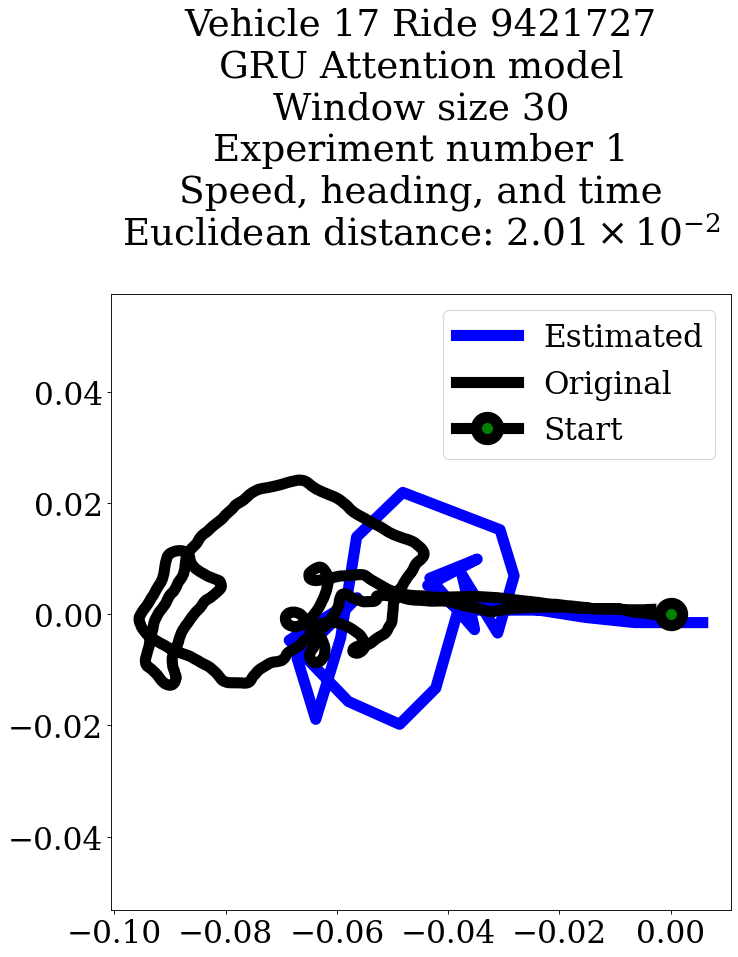 Vehicle 17 Ride 9421727
GRU Attention model
Window size 30
Experiment number 1
Speed, heading, and time
Euclidean distance: 2.01 × 10⁻²
Estimated
Original
Start
0.04
0.02
0.00
−0.02
−0.04
−0.10 −0.08 −0.06 −0.04 −0.02 0.00